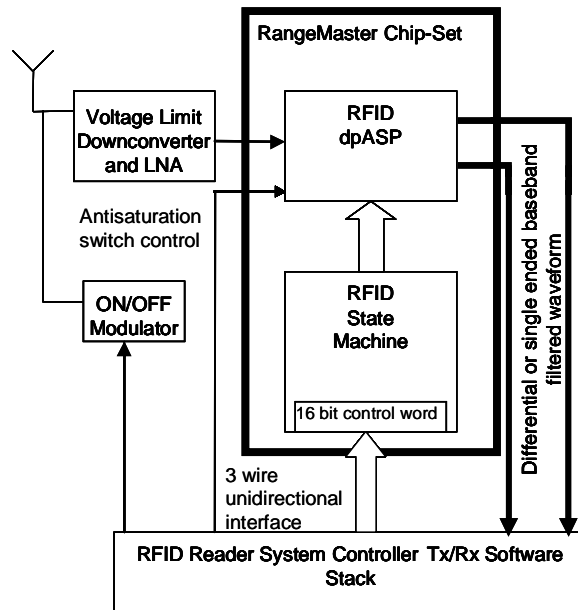 RangeMaster Chip-Set
Voltage Limit
Downconverter
and LNA
RFID
dpASP
Antisaturation
switch control
ON/OFF
Modulator
RFID
State
Machine
16 bit control word
Differential or single ended baseband
filtered waveform
3 wire
unidirectional
interface
RFID Reader System Controller Tx/Rx Software
Stack